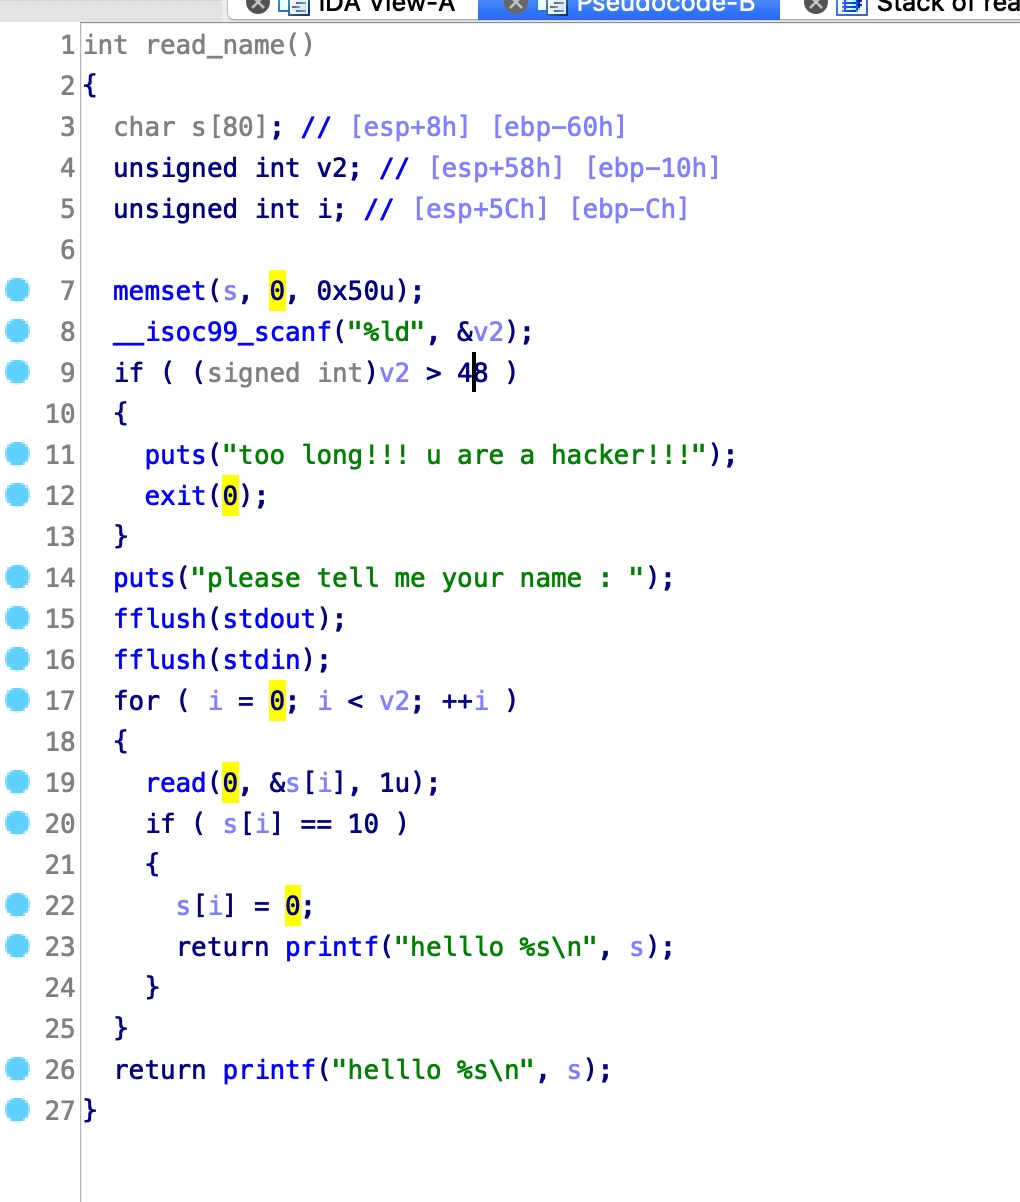 IDA View-A Pseudocode-B Stack of rea
1 int read_name()
2 {
3 char s[80]; // [esp+8h] [ebp-60h]
4 unsigned int v2; // [esp+58h] [ebp-10h]
5 unsigned int i; // [esp+5Ch] [ebp-Ch]
6
7 memset(s, 0, 0x50u);
8 __isoc99_scanf("%ld", &v2);
9 if ( (signed int)v2 > 48 )
10 {
11 puts("too long!!! u are a hacker!!!");
12 exit(0);
13 }
14 puts("please tell me your name : ");
15 fflush(stdout);
16 fflush(stdin);
17 for ( i = 0; i < v2; ++i )
18 {
19 read(0, &s[i], 1u);
20 if ( s[i] == 10 )
21 {
22 s[i] = 0;
23 return printf("helllo %s\n", s);
24 }
25 }
26 return printf("helllo %s\n", s);
27 }